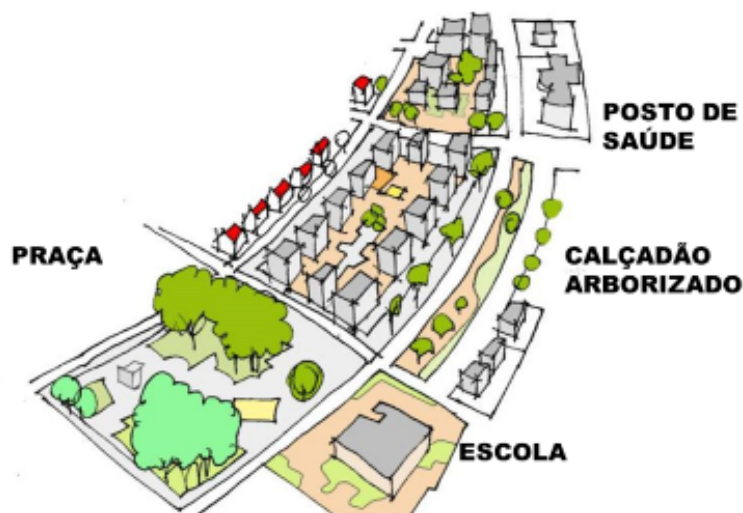 POSTO DE
SAÚDE
PRAÇA
CALÇADÃO
ARBORIZADO
ESCOLA